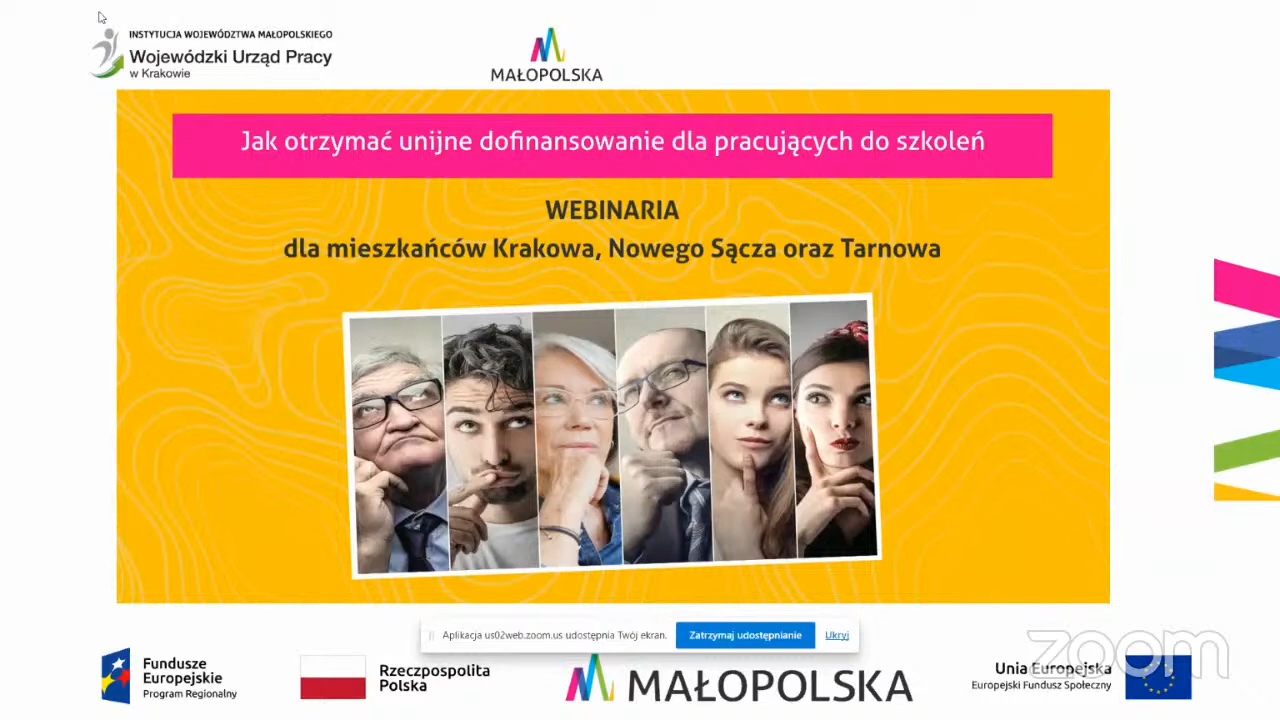 INSTYTUCJA WOJEWÓDZTWA MAŁOPOLSKIEGO
Wojewódzki Urząd Pracy
w Krakowie
MAŁOPOLSKA
Jak otrzymać unijne dofinansowanie dla pracujących do szkoleń
WEBINARIA
dla mieszkańców Krakowa, Nowego Sącza oraz Tarnowa
Aplikacja us02web.zoom.us udostępnia Twój ekran.
Zatrzymaj udostępnianie
Ukryj
Fundusze
Europejskie
Program Regionalny
Rzeczpospolita
Polska
MAŁOPOLSKA
Unia Europejska
Europejski Fundusz Społeczny
zoom